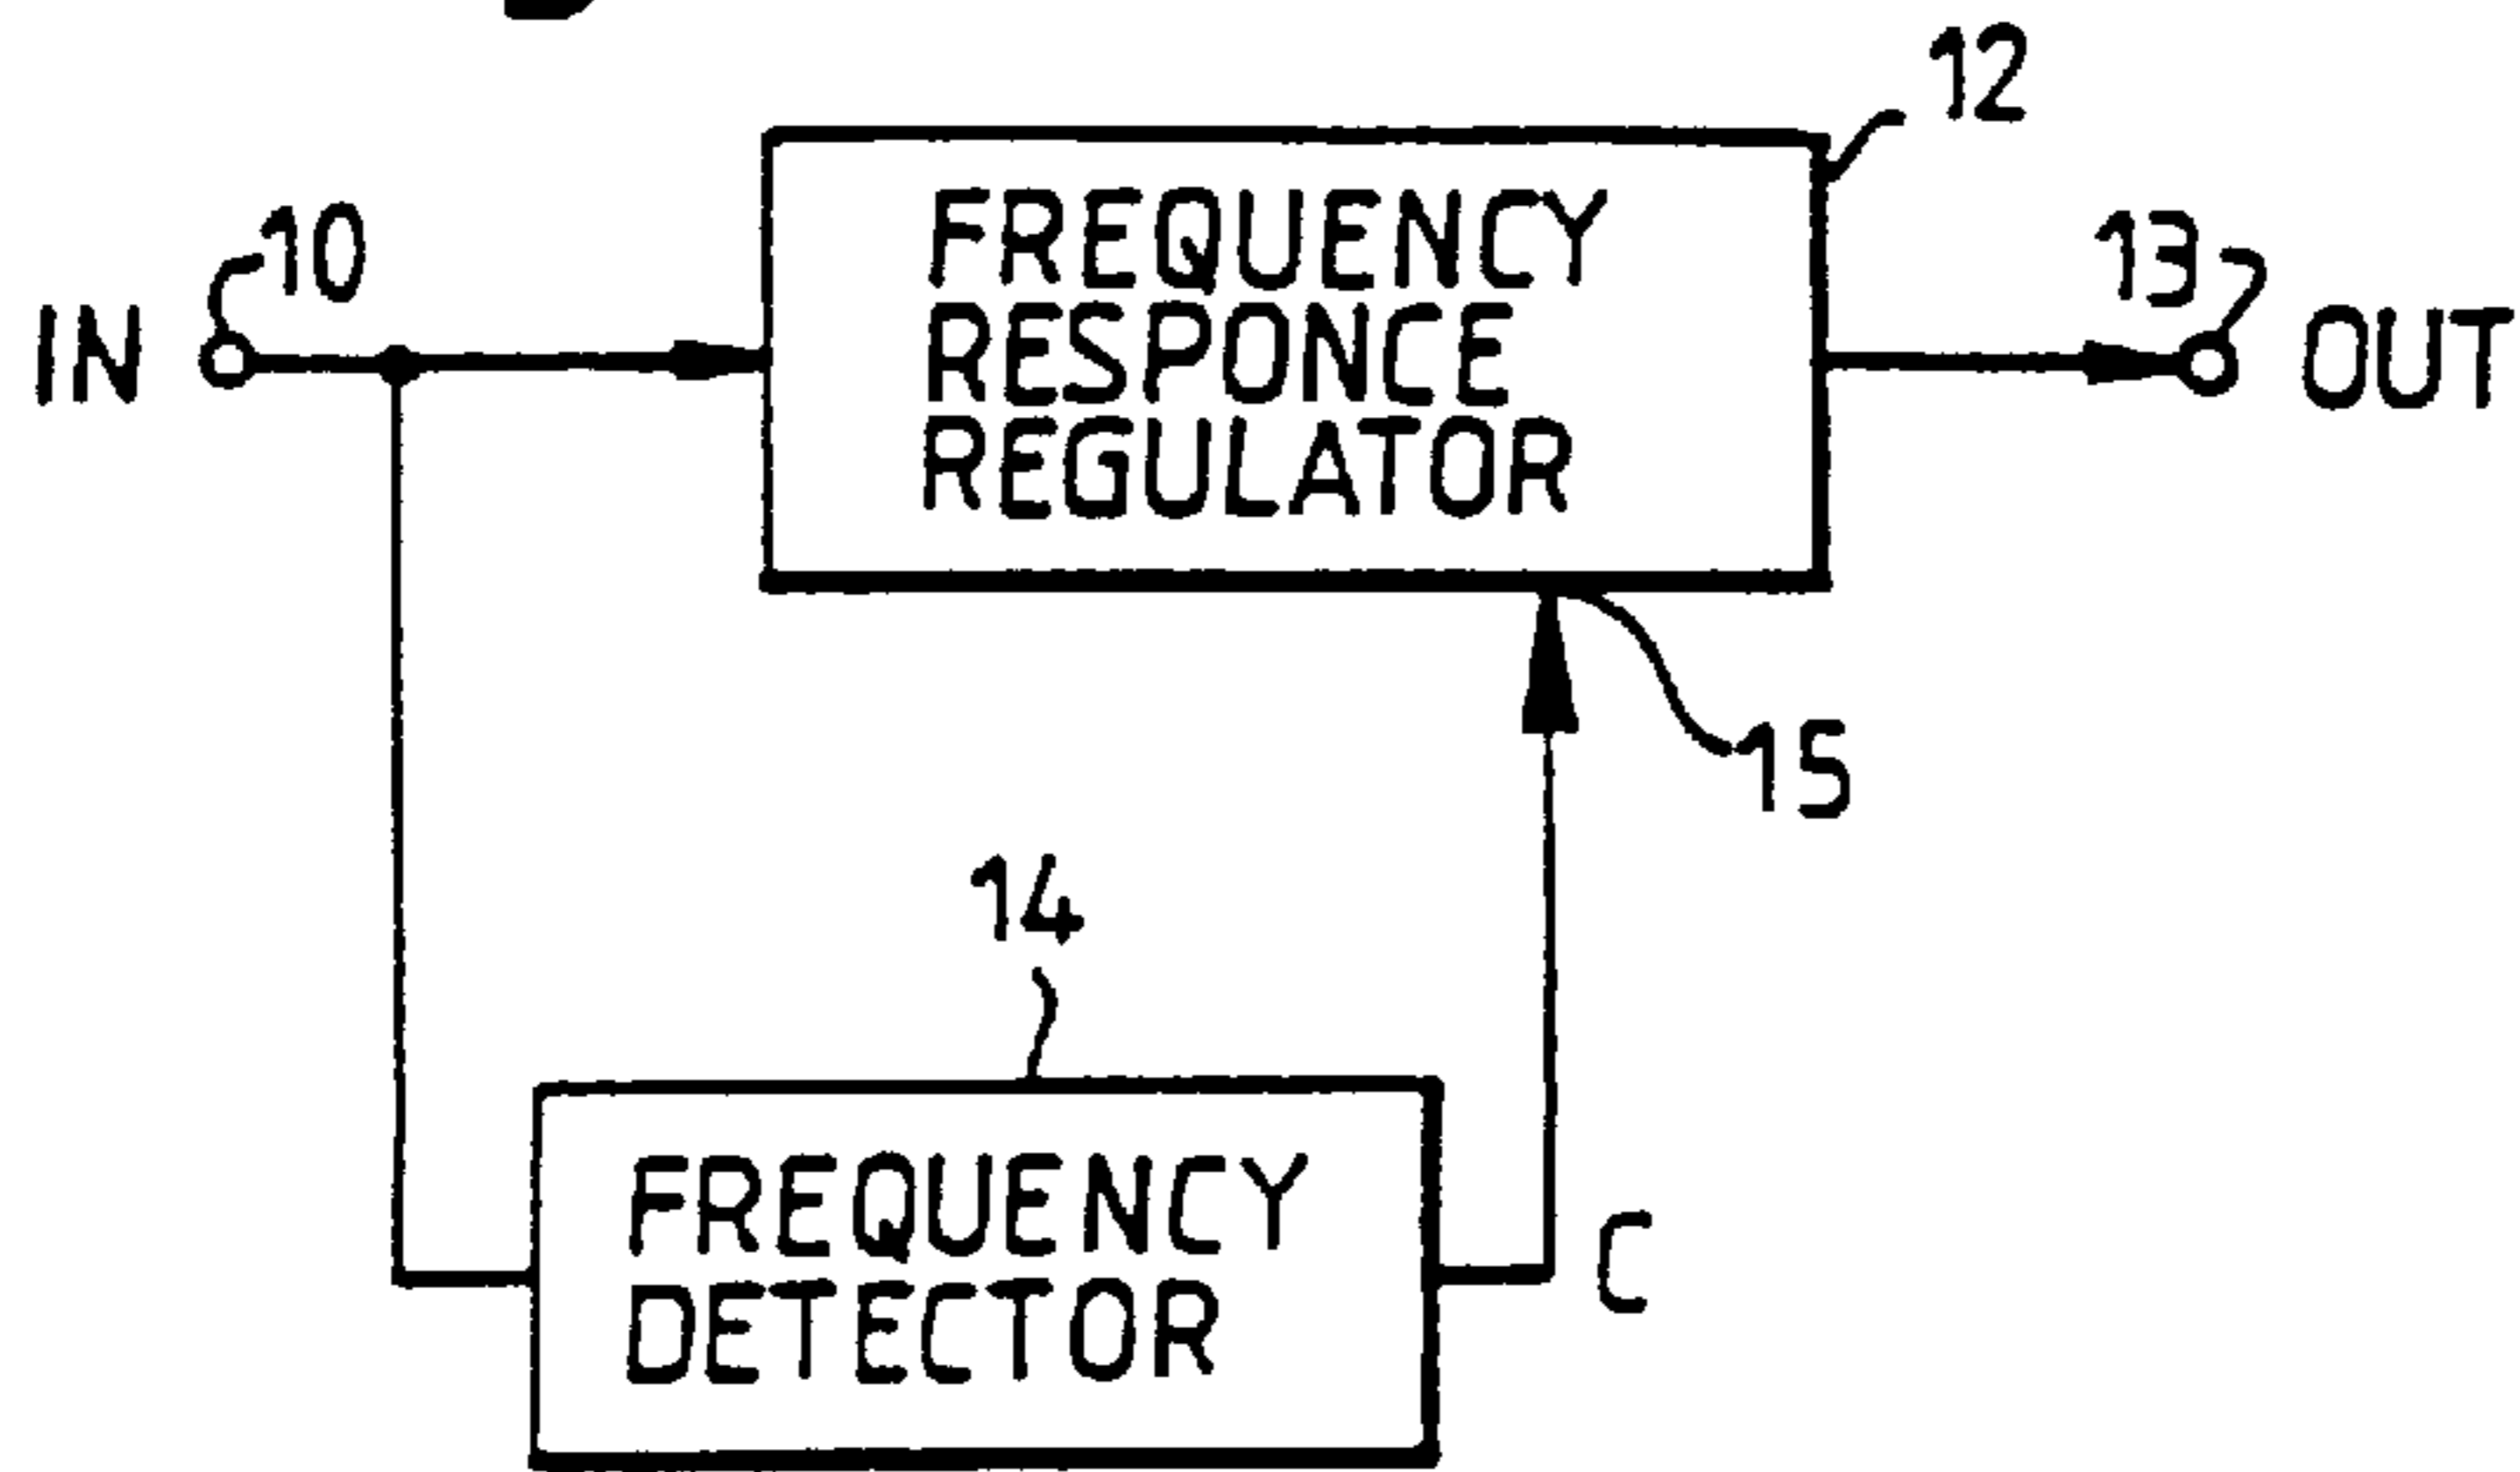 12
FREQUENCY
RESPONCE
REGULATOR
10
13
IN
OUT
15
14
FREQUENCY
DETECTOR
C